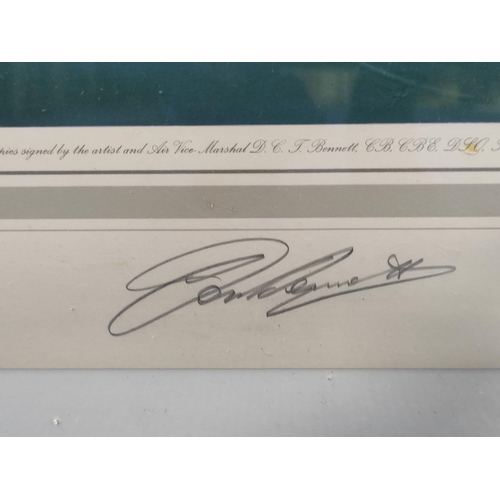 signed by the artist and Air Vice-Marshal D. C. T. Bennett, CB. CBE. DSO.